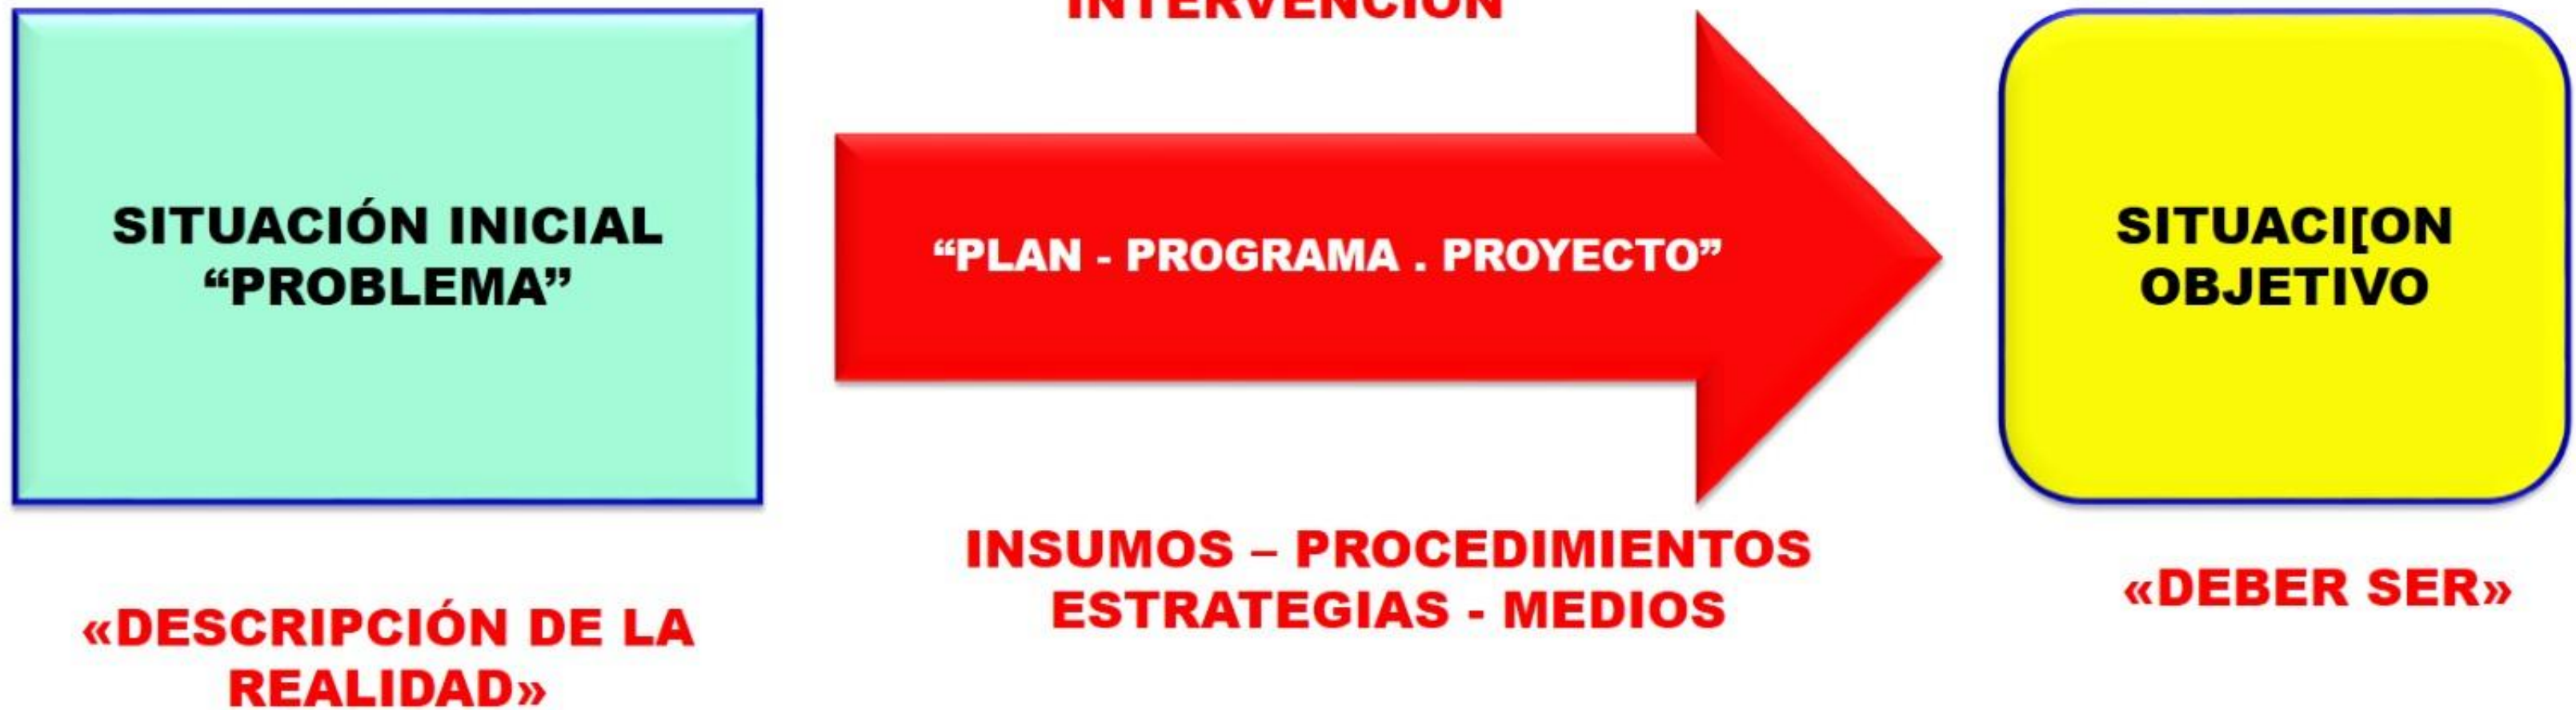 INTERVENCIÓN
SITUACIÓN INICIAL
“PROBLEMA”
“PLAN - PROGRAMA . PROYECTO”
SITUACI[ON
OBJETIVO
INSUMOS – PROCEDIMIENTOS
ESTRATEGIAS - MEDIOS
«DEBER SER»
«DESCRIPCIÓN DE LA
REALIDAD»